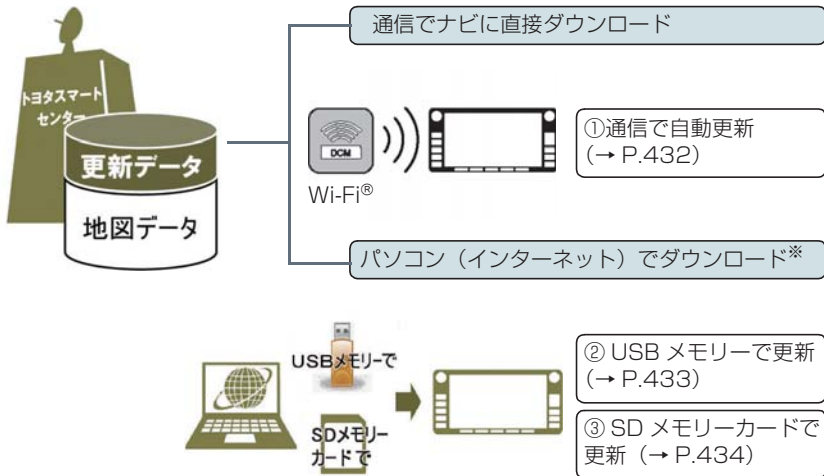 通信でナビに直接ダウンロード
トヨタスマート
センター
更新データ
地図データ
DCM
Wi-Fi®
①通信で自動更新
(→ P.432)
パソコン（インターネット）でダウンロード※
USBメモリーで
② USB メモリーで更新
(→ P.433)
SDメモリー
カードで
③ SD メモリーカードで
更新（→ P.434）